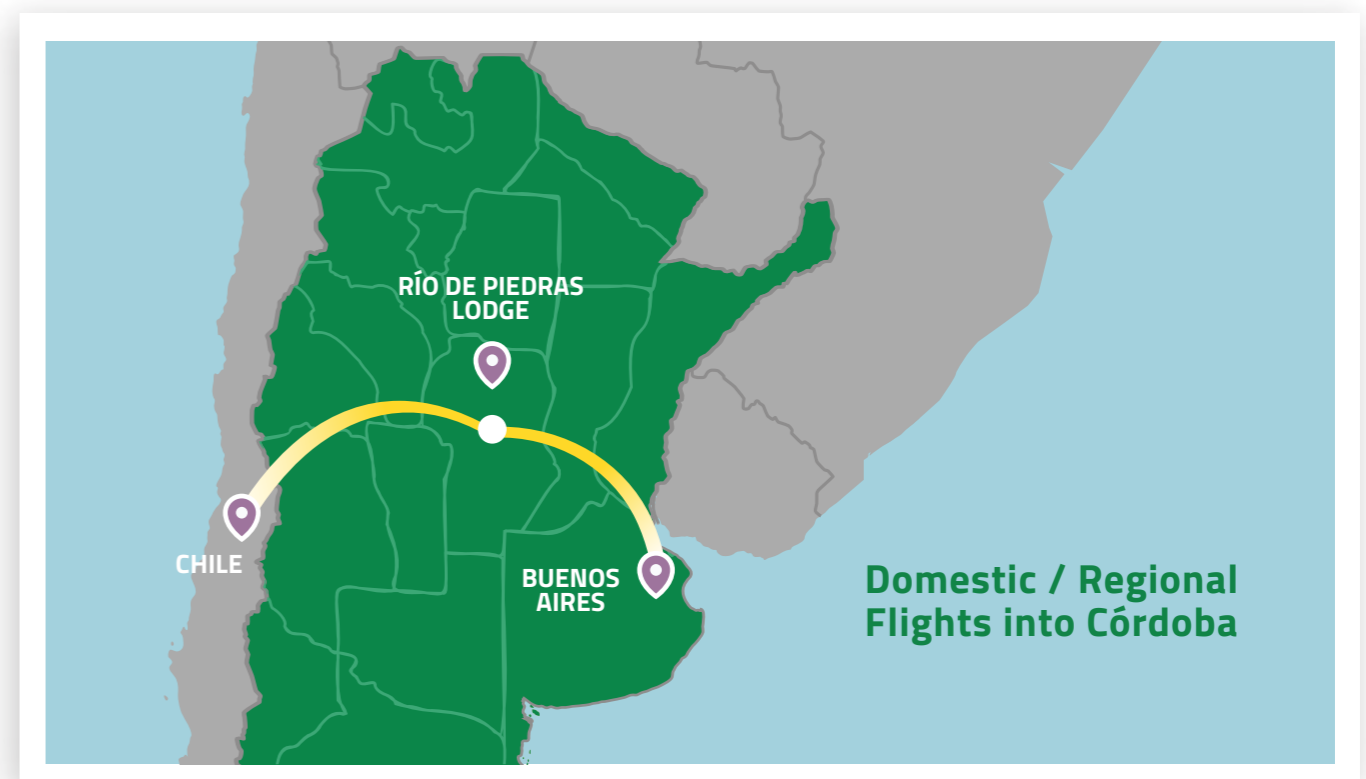 RÍO DE PIEDRAS
LODGE
CHILE
BUENOS
AIRES
Domestic / Regional
Flights into Córdoba